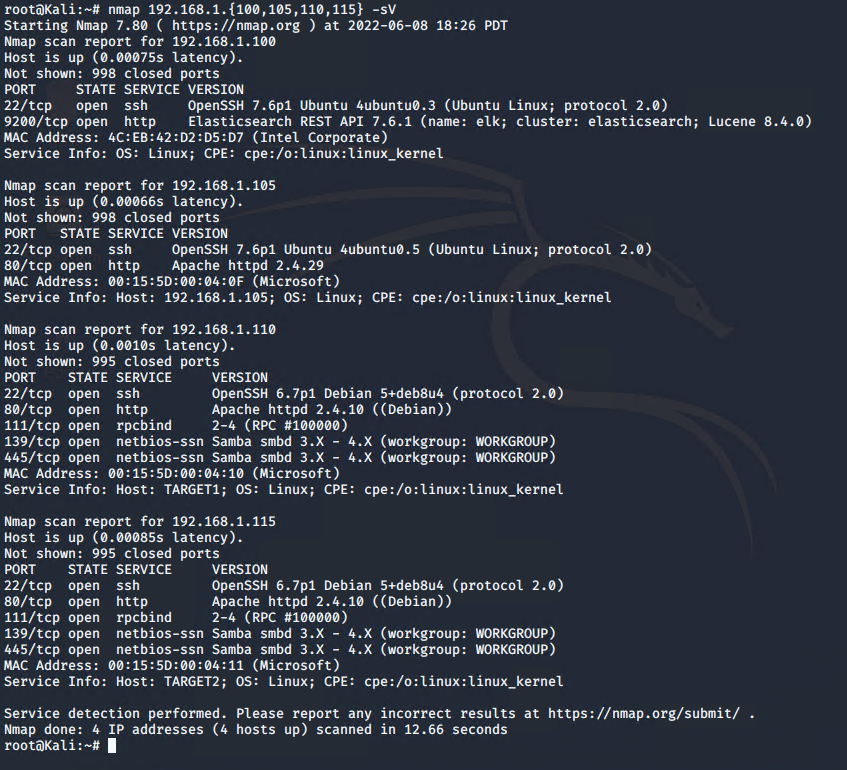 root@Kali:~# nmap 192.168.1.{100,105,110,115} -sV
Starting Nmap 7.80 ( https://nmap.org ) at 2022-06-08 18:26 PDT
Nmap scan report for 192.168.1.100
Host is up (0.00075s latency).
Not shown: 998 closed ports
PORT     STATE SERVICE VERSION
22/tcp   open  ssh     OpenSSH 7.6p1 Ubuntu 4ubuntu0.3 (Ubuntu Linux; protocol 2.0)
9200/tcp open  http    Elasticsearch REST API 7.6.1 (name: elk; cluster: elasticsearch; Lucene 8.4.0)
MAC Address: 4C:EB:42:D2:D5:D7 (Intel Corporate)
Service Info: OS: Linux; CPE: cpe:/o:linux:linux_kernel

Nmap scan report for 192.168.1.105
Host is up (0.00066s latency).
Not shown: 998 closed ports
PORT   STATE SERVICE VERSION
22/tcp open  ssh     OpenSSH 7.6p1 Ubuntu 4ubuntu0.5 (Ubuntu Linux; protocol 2.0)
80/tcp open  http    Apache httpd 2.4.29
MAC Address: 00:15:5D:00:04:0F (Microsoft)
Service Info: Host: 192.168.1.105; OS: Linux; CPE: cpe:/o:linux:linux_kernel

Nmap scan report for 192.168.1.110
Host is up (0.0010s latency).
Not shown: 995 closed ports
PORT    STATE SERVICE     VERSION
22/tcp  open  ssh         OpenSSH 6.7p1 Debian 5+deb8u4 (protocol 2.0)
80/tcp  open  http        Apache httpd 2.4.10 ((Debian))
111/tcp open  rpcbind     2-4 (RPC #100000)
139/tcp open  netbios-ssn Samba smbd 3.X - 4.X (workgroup: WORKGROUP)
445/tcp open  netbios-ssn Samba smbd 3.X - 4.X (workgroup: WORKGROUP)
MAC Address: 00:15:5D:00:04:10 (Microsoft)
Service Info: Host: TARGET1; OS: Linux; CPE: cpe:/o:linux:linux_kernel

Nmap scan report for 192.168.1.115
Host is up (0.00085s latency).
Not shown: 995 closed ports
PORT    STATE SERVICE     VERSION
22/tcp  open  ssh         OpenSSH 6.7p1 Debian 5+deb8u4 (protocol 2.0)
80/tcp  open  http        Apache httpd 2.4.10 ((Debian))
111/tcp open  rpcbind     2-4 (RPC #100000)
139/tcp open  netbios-ssn Samba smbd 3.X - 4.X (workgroup: WORKGROUP)
445/tcp open  netbios-ssn Samba smbd 3.X - 4.X (workgroup: WORKGROUP)
MAC Address: 00:15:5D:00:04:11 (Microsoft)
Service Info: Host: TARGET2; OS: Linux; CPE: cpe:/o:linux:linux_kernel

Service detection performed. Please report any incorrect results at https://nmap.org/submit/ .
Nmap done: 4 IP addresses (4 hosts up) scanned in 12.66 seconds
root@Kali:~#